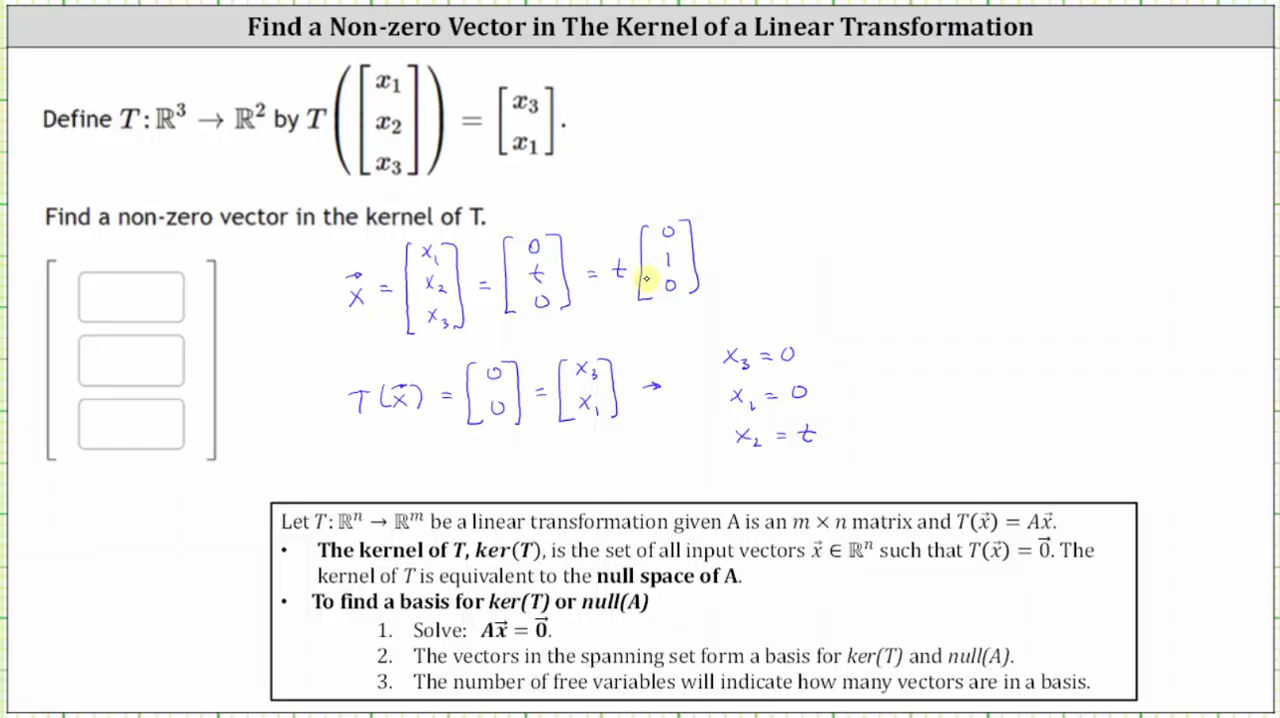 Find a Non-zero Vector in The Kernel of a Linear Transformation
Define T : ℝ³ → ℝ² by T([x₁ x₂ x₃]) = [x₃ x₁].
Find a non-zero vector in the kernel of T.
x⃗ = [x₁ x₂ x₃] = [0 t 0] = t [0 1 0]
T(x⃗) = [0 0] = [x₃ x₁] →
x₃ = 0
x₁ = 0
x₂ = t
Let T: ℝⁿ → ℝᵐ be a linear transformation given A is an m × n matrix and T(x⃗) = Ax⃗.
• The kernel of T, ker(T), is the set of all input vectors x⃗ ∈ ℝⁿ such that T(x⃗) = 0⃗. The
kernel of T is equivalent to the null space of A.
• To find a basis for ker(T) or null(A)
1. Solve: Ax⃗ = 0⃗.
2. The vectors in the spanning set form a basis for ker(T) and null(A).
3. The number of free variables will indicate how many vectors are in a basis.